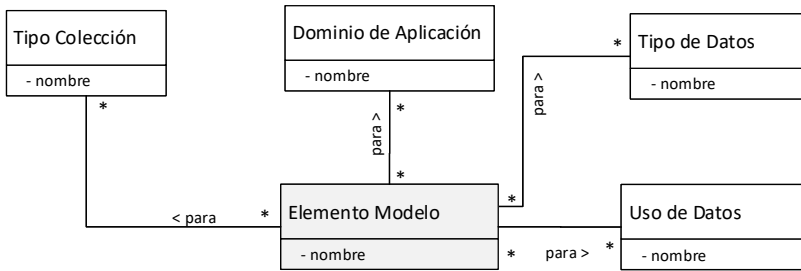 Tipo Colección
- nombre
*
Dominio de Aplicación
- nombre
*
para >
*
Tipo de Datos
- nombre
*
para >
*
< para
*
Elemento Modelo
- nombre
*
para >
*
Uso de Datos
- nombre